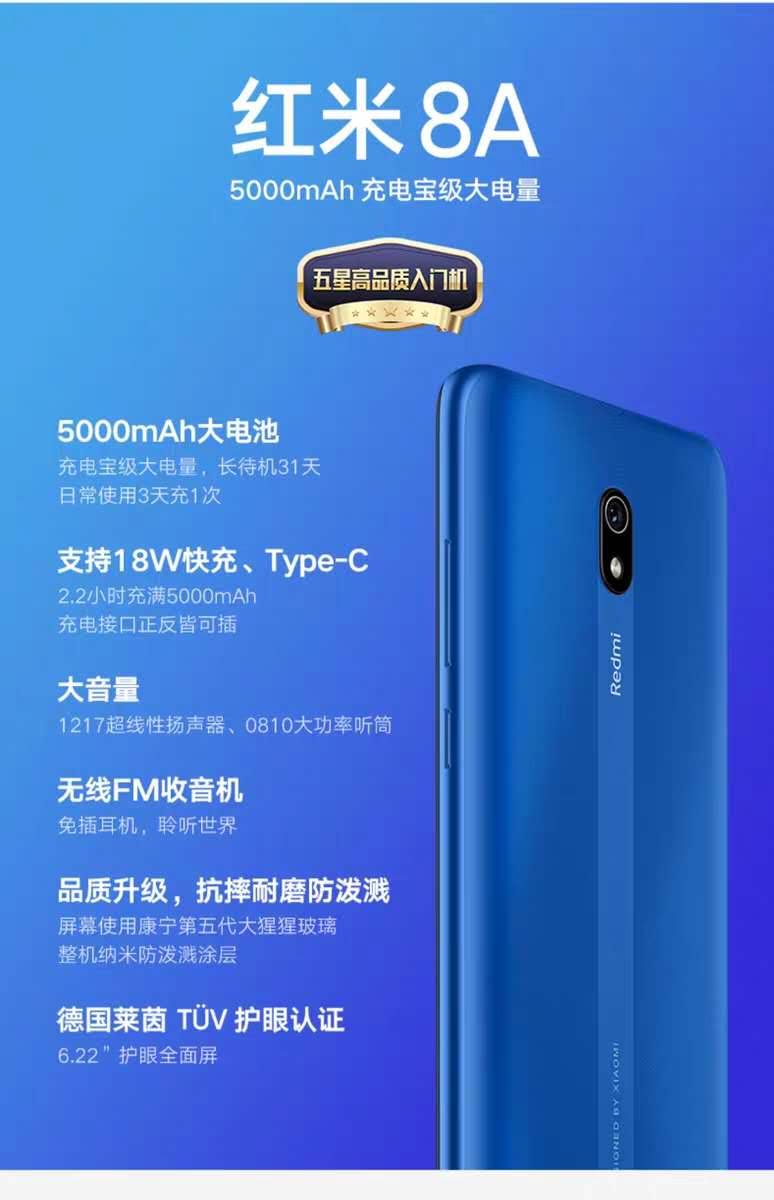 红米 8A
5000mAh 充电宝级大电量
五星高品质入门机
5000mAh大电池
充电宝级大电量，长待机31天
日常使用3天充1次
支持18W快充、Type-C
2.2小时充满5000mAh
充电接口正反皆可插
大音量
1217超线性扬声器、0810大功率听筒
无线FM收音机
免插耳机，聆听世界
品质升级，抗摔耐磨防泼溅
屏幕使用康宁第五代大猩猩玻璃
整机纳米防泼溅涂层
德国莱茵 TÜV 护眼认证
6.22”护眼全面屏
Redmi
IGNED BY XIAOMI